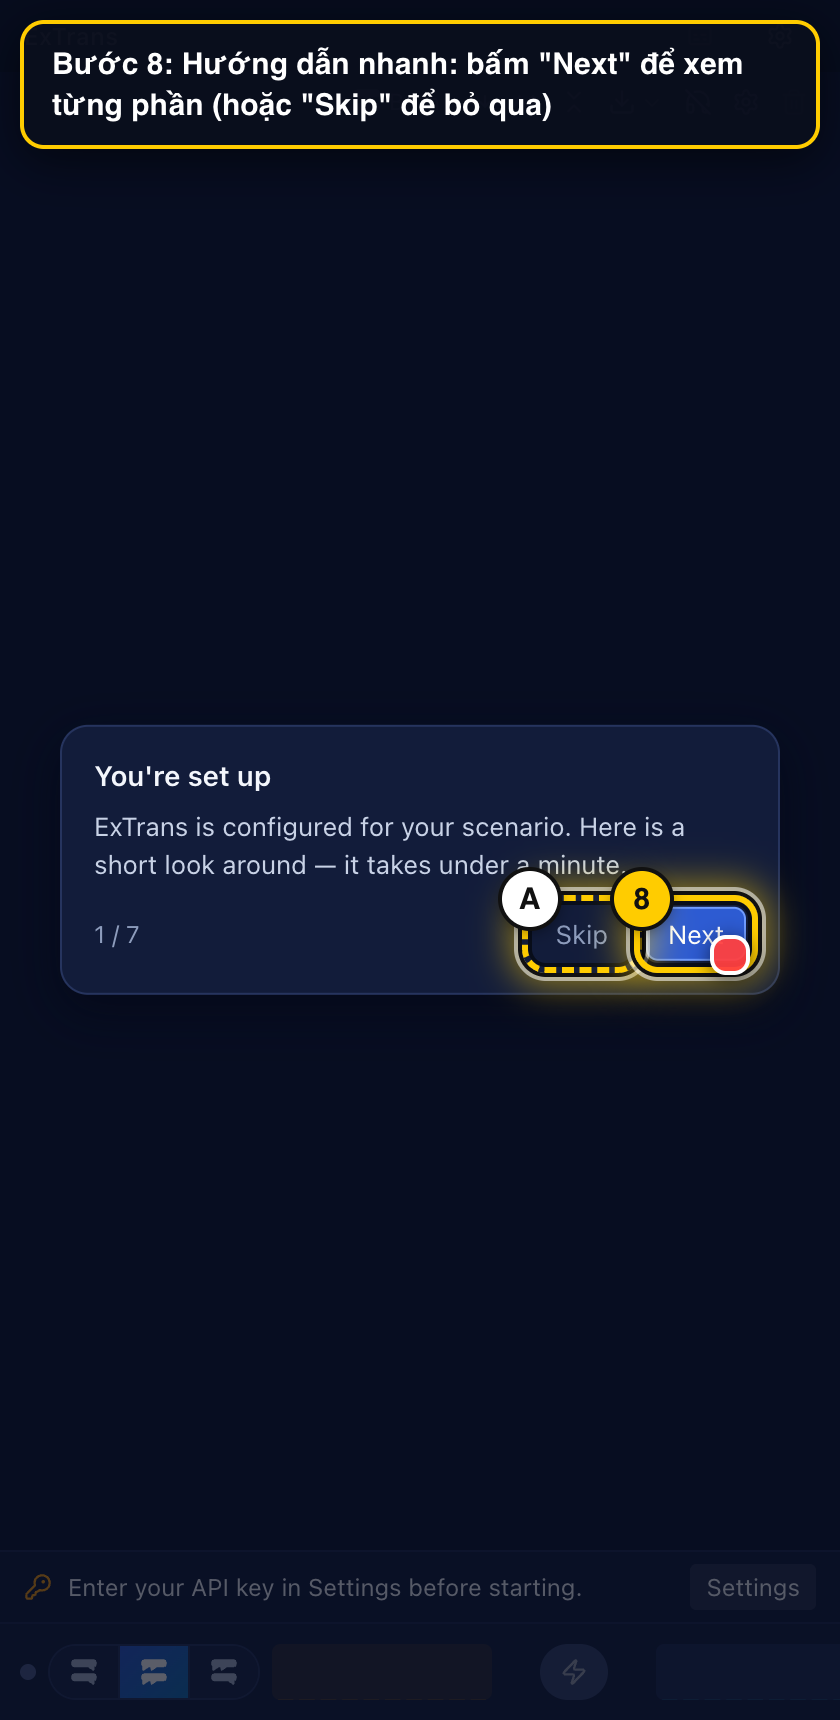 Bước 8: Hướng dẫn nhanh: bấm "Next" để xem
từng phần (hoặc "Skip" để bỏ qua)
You're set up
ExTrans is configured for your scenario. Here is a
short look around — it takes under a minute.
A
8
1 / 7
Skip
Next
Enter your API key in Settings before starting.
Settings